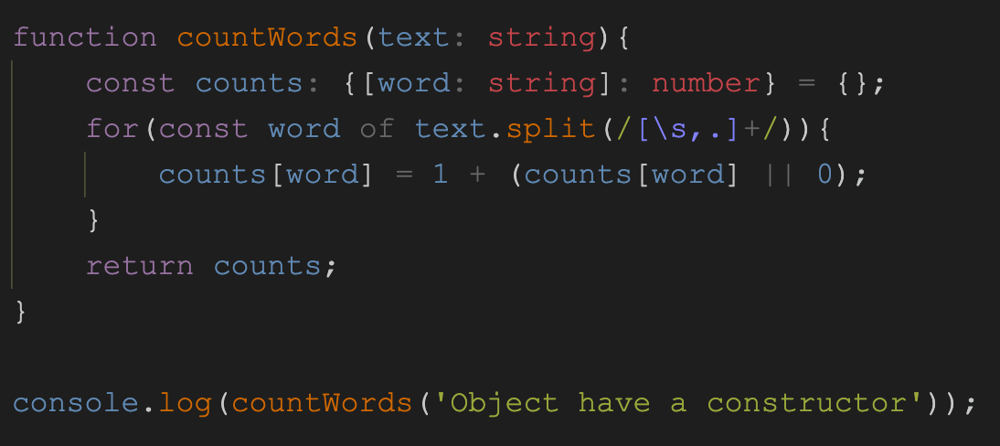 function countWords(text: string){
    const counts: {[word: string]: number} = {};
    for(const word of text.split(/[\s,.]+/)){
        counts[word] = 1 + (counts[word] || 0);
    }
    return counts;
}

console.log(countWords('Object have a constructor'));